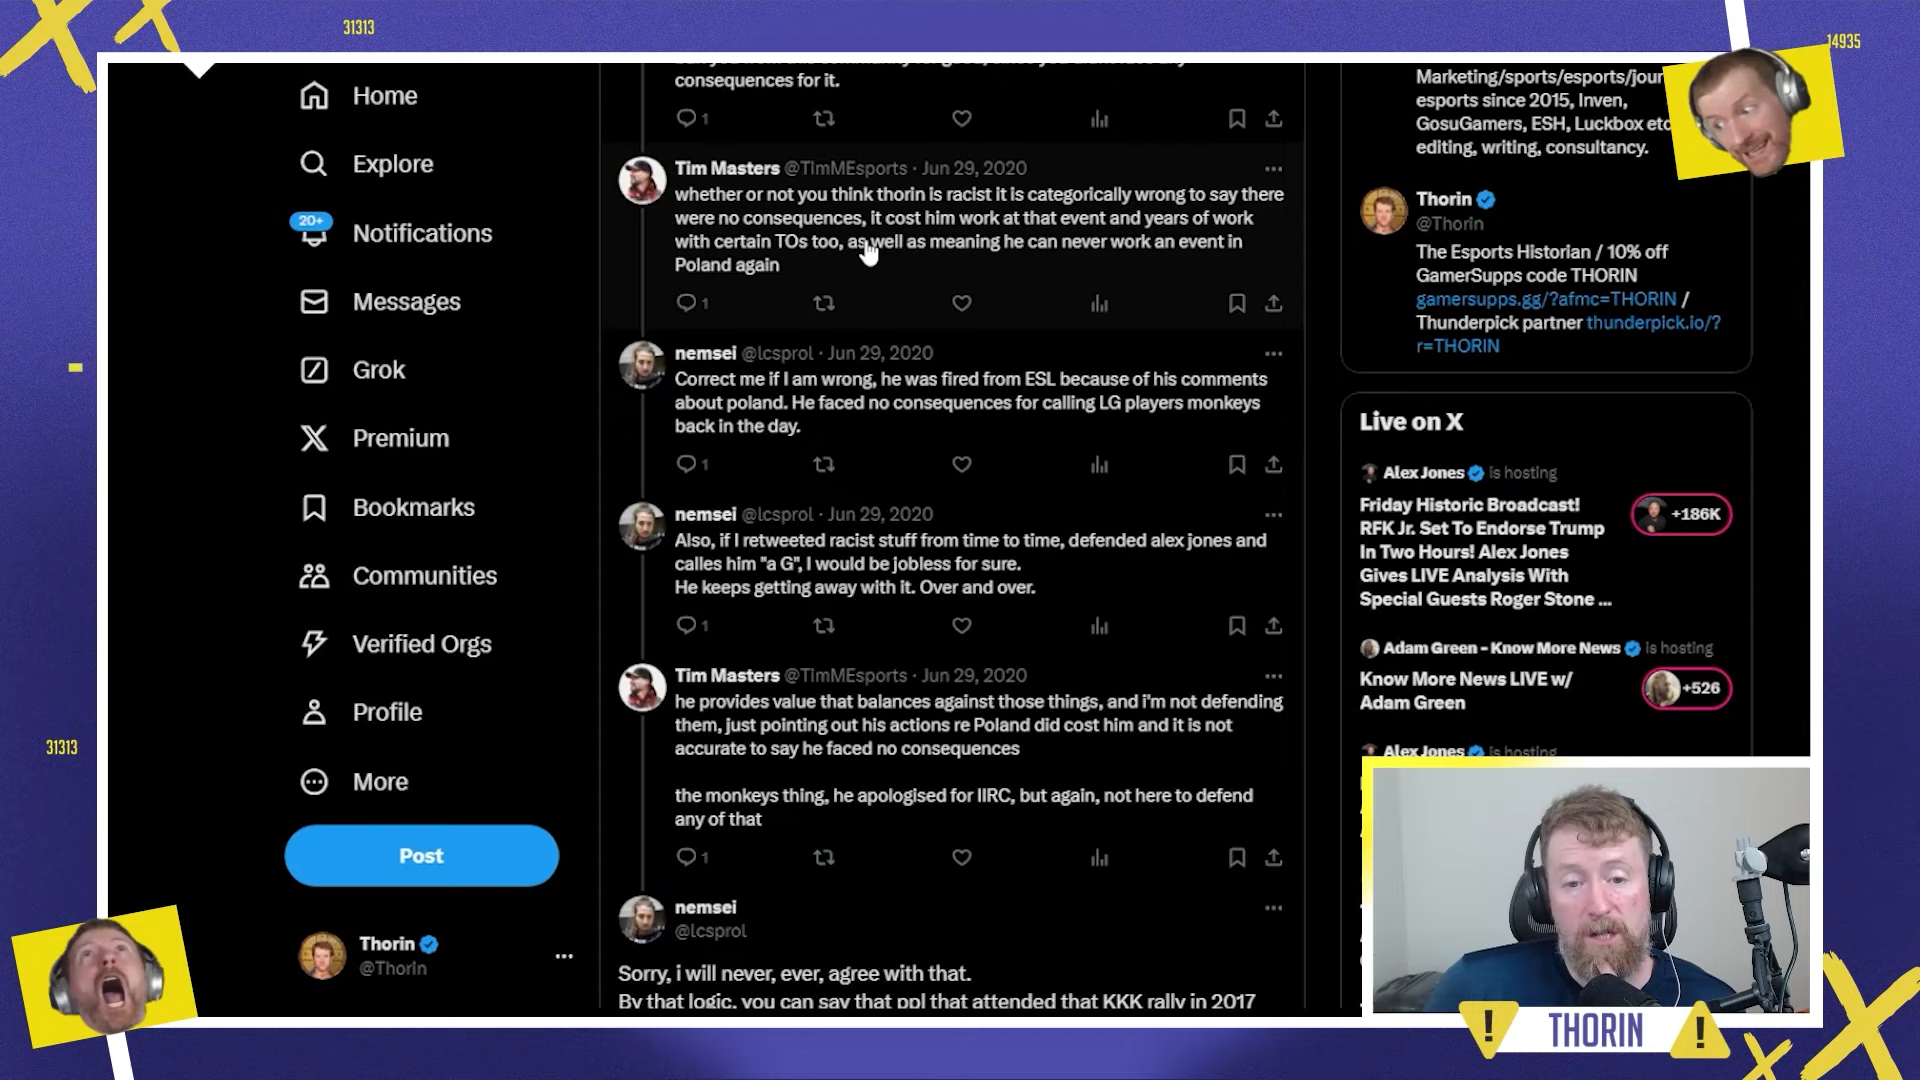 31313
14935
Home
Explore
20+
Notifications
Messages
Grok
Premium
Bookmarks
Communities
Verified Orgs
Profile
More
Post
Thorin
@Thorin
31313
consequences for it.
1
Tim Masters @TimMEsports · Jun 29, 2020
whether or not you think thorin is racist it is categorically wrong to say there
were no consequences, it cost him work at that event and years of work
with certain TOs too, as well as meaning he can never work an event in
Poland again
1
nemsei @lcsprol · Jun 29, 2020
Correct me if I am wrong, he was fired from ESL because of his comments
about poland. He faced no consequences for calling LG players monkeys
back in the day.
1
nemsei @lcsprol · Jun 29, 2020
Also, if I retweeted racist stuff from time to time, defended alex jones and
calles him "a G", I would be jobless for sure.
He keeps getting away with it. Over and over.
1
Tim Masters @TimMEsports · Jun 29, 2020
he provides value that balances against those things, and i'm not defending
them, just pointing out his actions re Poland did cost him and it is not
accurate to say he faced no consequences
the monkeys thing, he apologised for IIRC, but again, not here to defend
any of that
1
nemsei
@lcsprol
Sorry, i will never, ever, agree with that.
By that logic, you can say that ppl that attended that KKK rally in 2017
Marketing/sports/esports/jour
esports since 2015, Inven,
GosuGamers, ESH, Luckbox etc
editing, writing, consultancy.
Thorin
@Thorin
The Esports Historian / 10% off
GamerSupps code THORIN
gamersupps.gg/?afmc=THORIN /
Thunderpick partner thunderpick.io/?
r=THORIN
Live on X
Alex Jones is hosting
Friday Historic Broadcast!
RFK Jr. Set To Endorse Trump
In Two Hours! Alex Jones
Gives LIVE Analysis With
Special Guests Roger Stone ...
+186K
Adam Green - Know More News is hosting
Know More News LIVE w/
Adam Green
+526
Alex Jones is hosting
THORIN